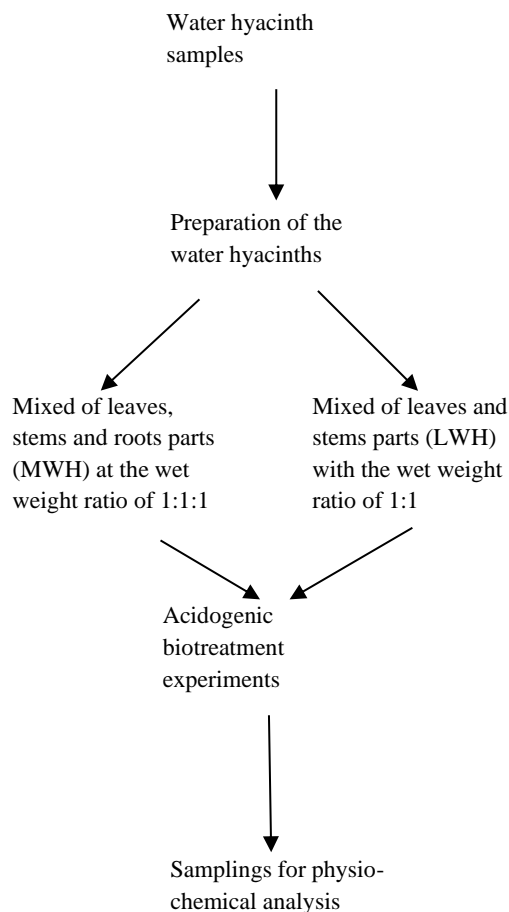 Water hyacinth
samples
Preparation of the
water hyacinths
Mixed of leaves,
stems and roots parts
(MWH) at the wet
weight ratio of 1:1:1
Mixed of leaves and
stems parts (LWH)
with the wet weight
ratio of 1:1
Acidogenic
biotreatment
experiments
Samplings for physio-
chemical analysis